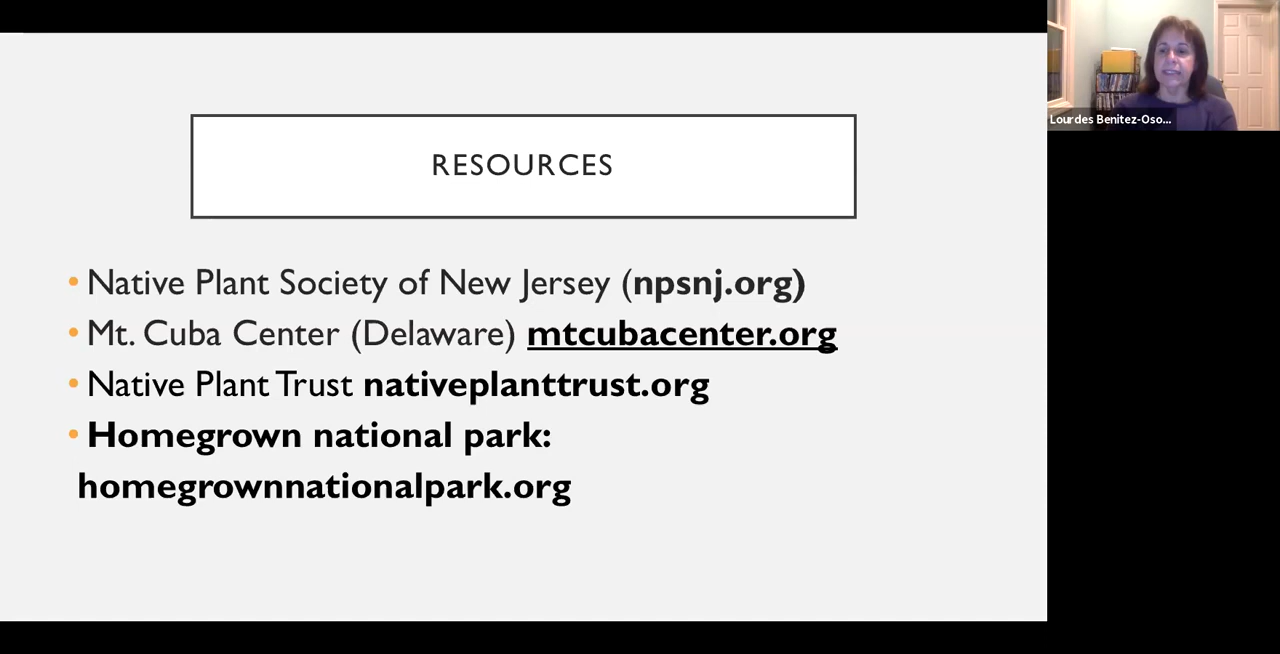 RESOURCES
• Native Plant Society of New Jersey (npsnj.org)
• Mt. Cuba Center (Delaware) mtcubacenter.org
• Native Plant Trust nativeplanttrust.org
• Homegrown national park:
homegrownnationalpark.org
Lourdes Benitez-Oso...